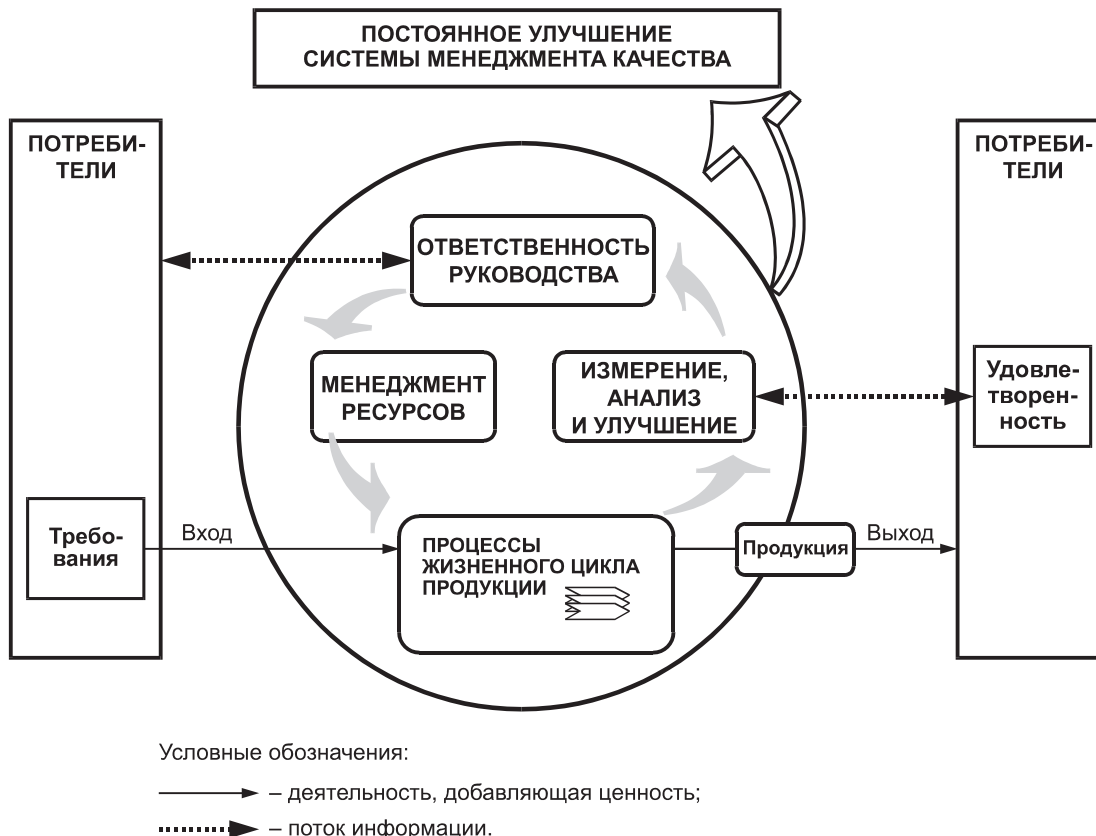 ПОСТОЯННОЕ УЛУЧШЕНИЕ
СИСТЕМЫ МЕНЕДЖМЕНТА КАЧЕСТВА
ПОТРЕБИ-
ТЕЛИ
ПОТРЕБИ-
ТЕЛИ
ОТВЕТСТВЕННОСТЬ
РУКОВОДСТВА
МЕНЕДЖМЕНТ
РЕСУРСОВ
ИЗМЕРЕНИЕ,
АНАЛИЗ
И УЛУЧШЕНИЕ
Удовле-
творен-
ность
Требо-
вания
Вход
ПРОЦЕССЫ
ЖИЗНЕННОГО ЦИКЛА
ПРОДУКЦИИ
Продукция
Выход
Условные обозначения:
– деятельность, добавляющая ценность;
– поток информации.